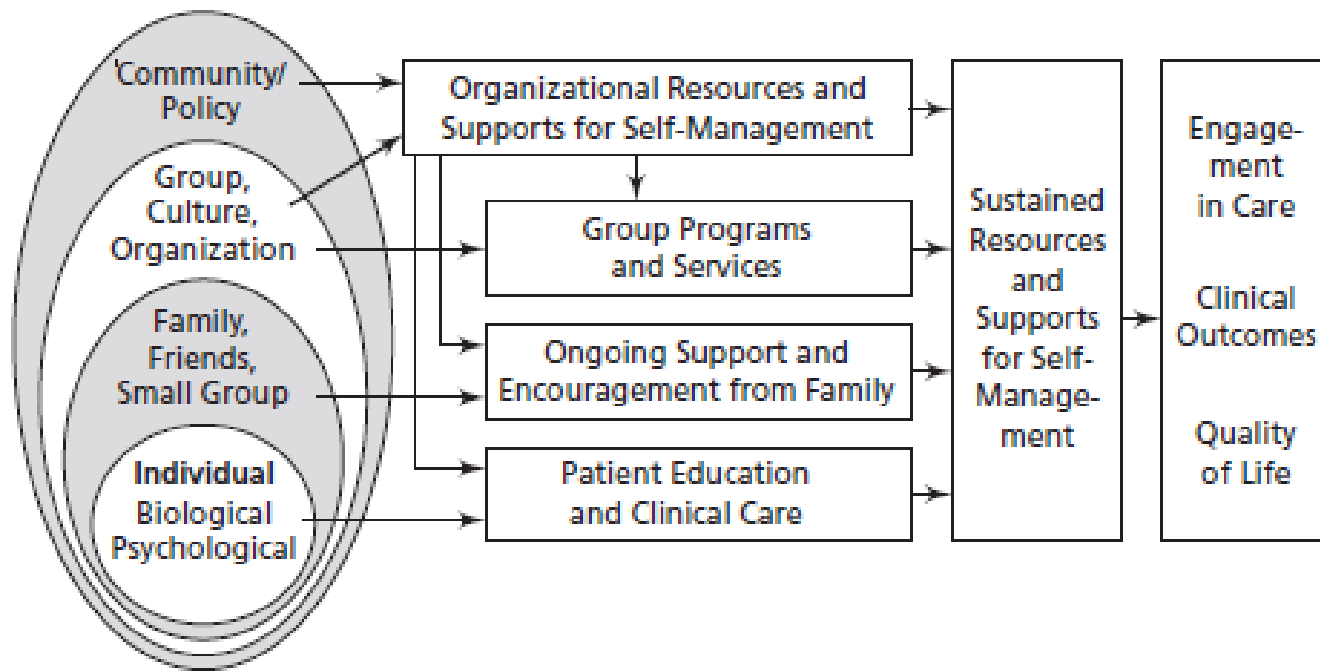 Community/
Policy
Group,
Culture,
Organization
Family,
Friends,
Small Group
Individual
Biological
Psychological
Organizational Resources and
Supports for Self-Management
Group Programs
and Services
Ongoing Support and
Encouragement from Family
Patient Education
and Clinical Care
Sustained
Resources
and
Supports
for Self-
Manage-
ment
Engage-
ment
in Care
Clinical
Outcomes
Quality
of Life